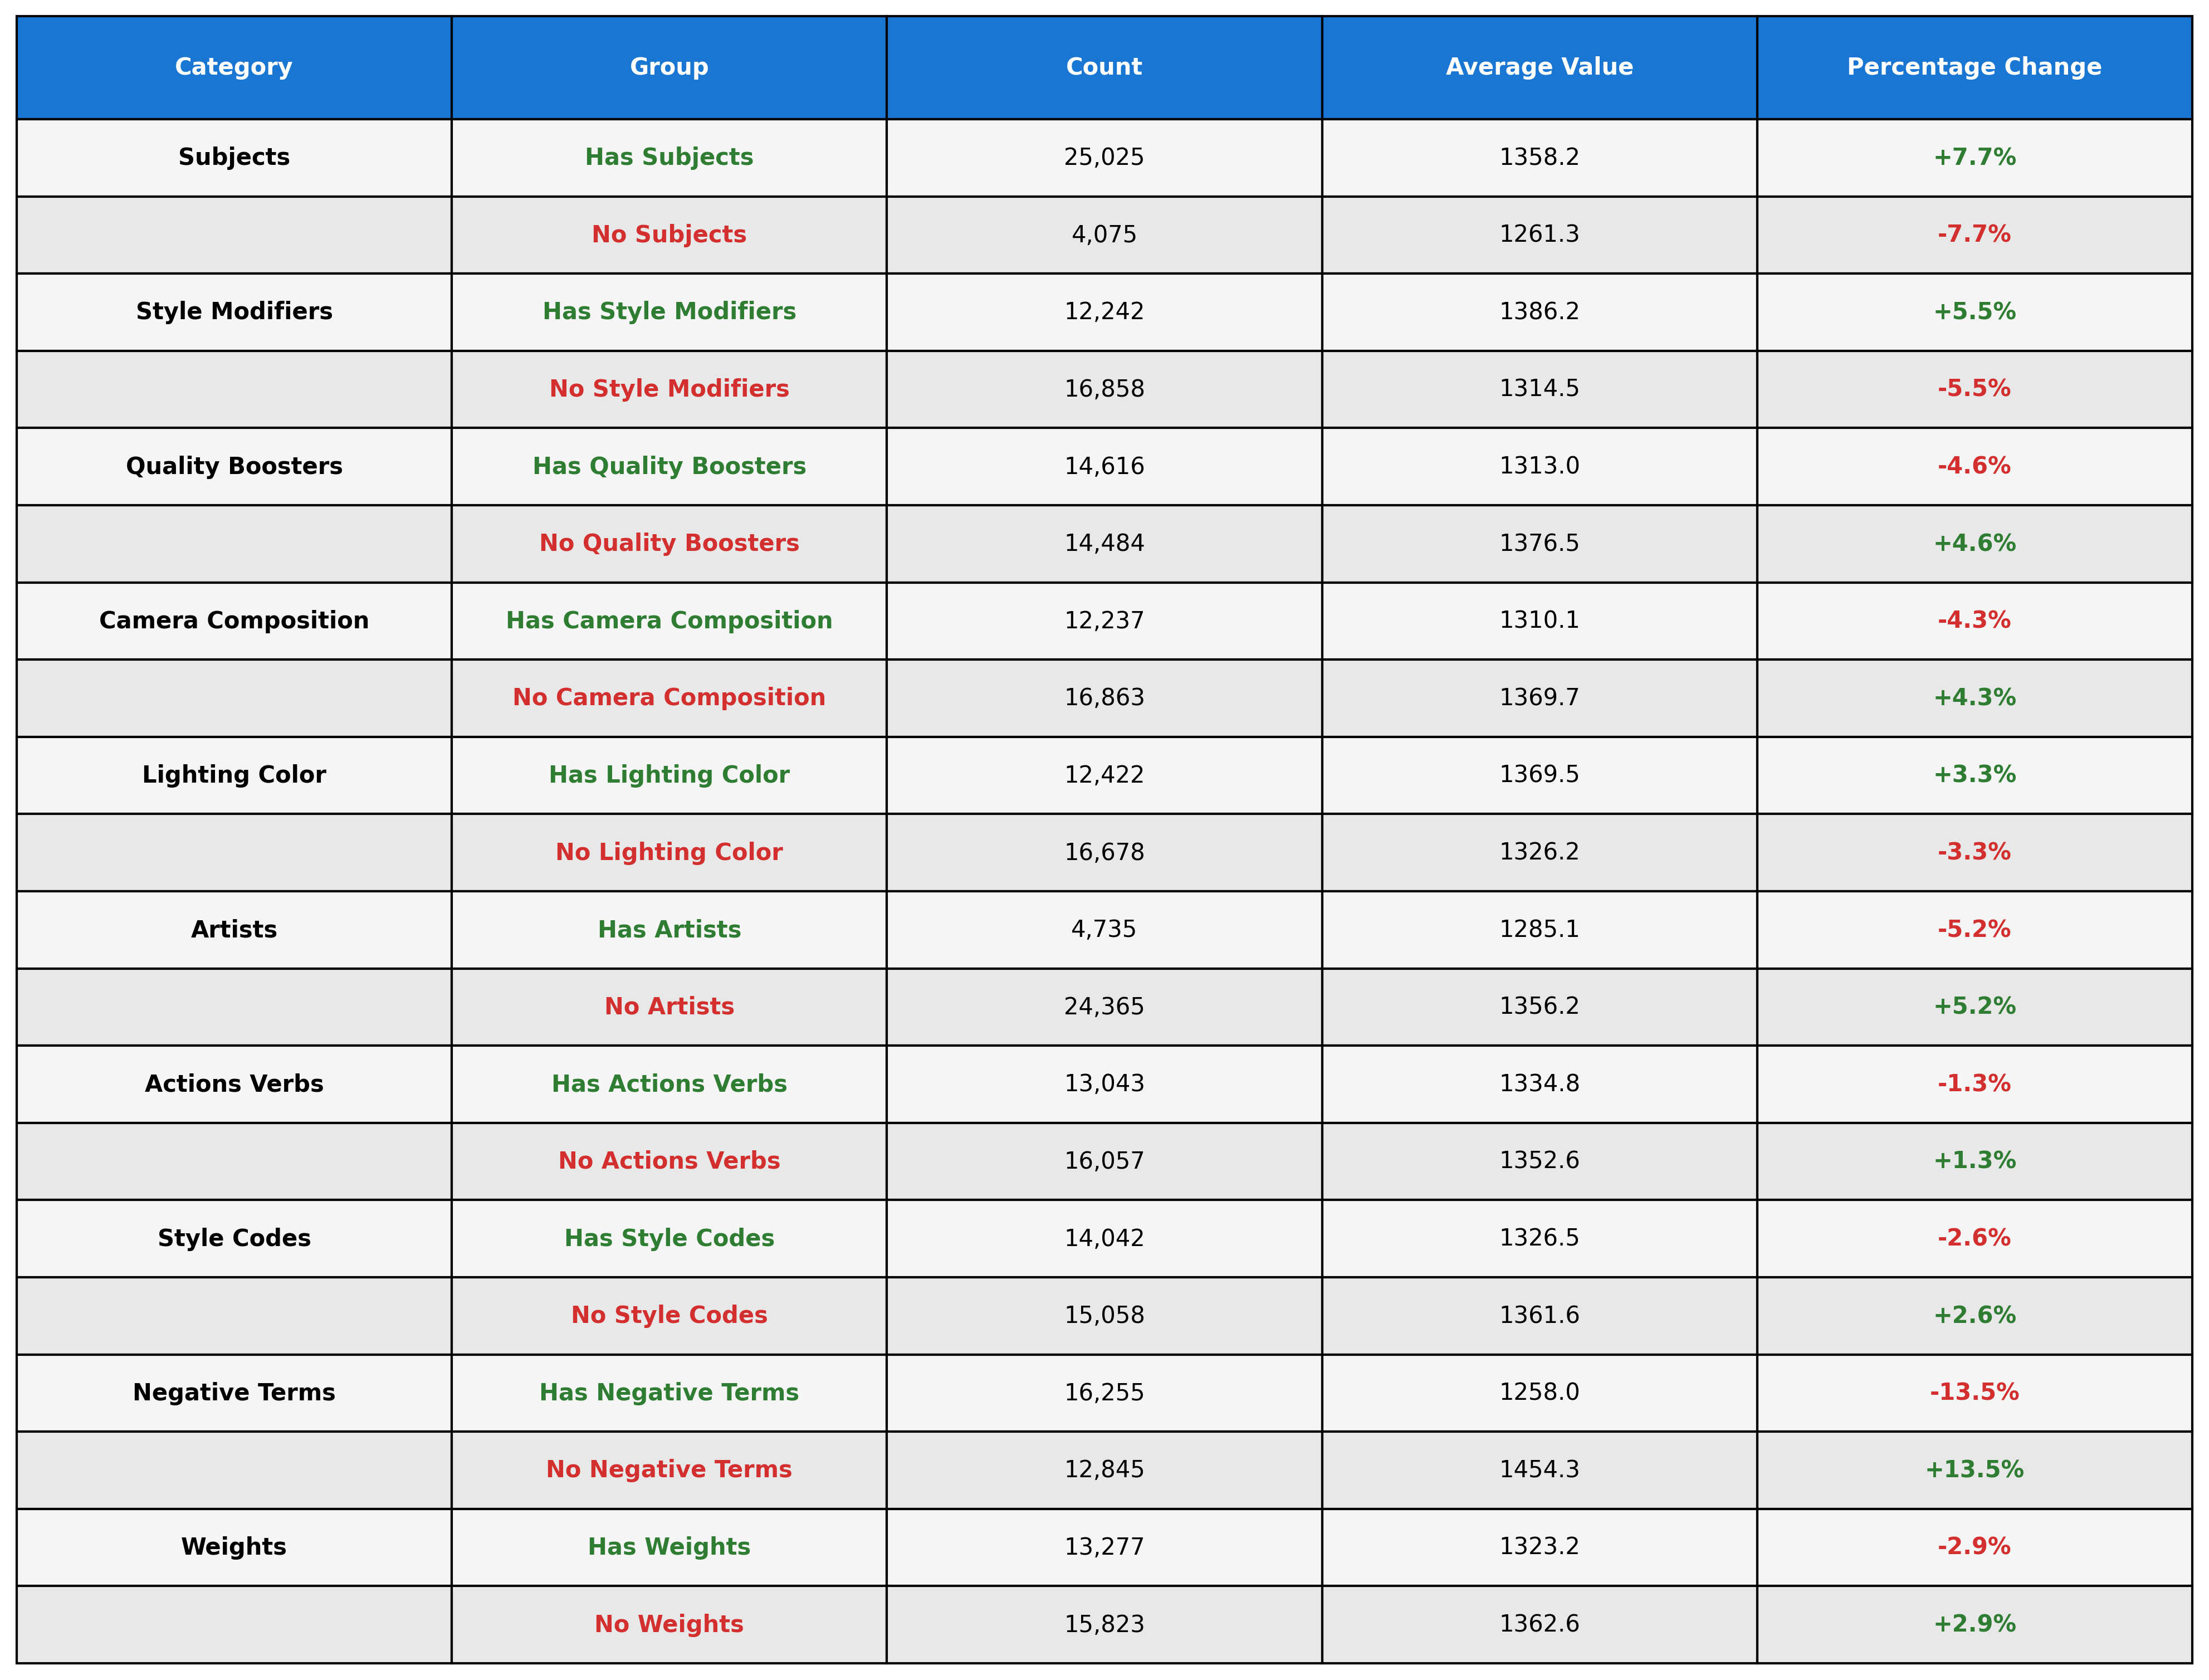 Category Group Count Average Value Percentage Change
Subjects Has Subjects 25,025 1358.2 +7.7%
No Subjects 4,075 1261.3 -7.7%
Style Modifiers Has Style Modifiers 12,242 1386.2 +5.5%
No Style Modifiers 16,858 1314.5 -5.5%
Quality Boosters Has Quality Boosters 14,616 1313.0 -4.6%
No Quality Boosters 14,484 1376.5 +4.6%
Camera Composition Has Camera Composition 12,237 1310.1 -4.3%
No Camera Composition 16,863 1369.7 +4.3%
Lighting Color Has Lighting Color 12,422 1369.5 +3.3%
No Lighting Color 16,678 1326.2 -3.3%
Artists Has Artists 4,735 1285.1 -5.2%
No Artists 24,365 1356.2 +5.2%
Actions Verbs Has Actions Verbs 13,043 1334.8 -1.3%
No Actions Verbs 16,057 1352.6 +1.3%
Style Codes Has Style Codes 14,042 1326.5 -2.6%
No Style Codes 15,058 1361.6 +2.6%
Negative Terms Has Negative Terms 16,255 1258.0 -13.5%
No Negative Terms 12,845 1454.3 +13.5%
Weights Has Weights 13,277 1323.2 -2.9%
No Weights 15,823 1362.6 +2.9%